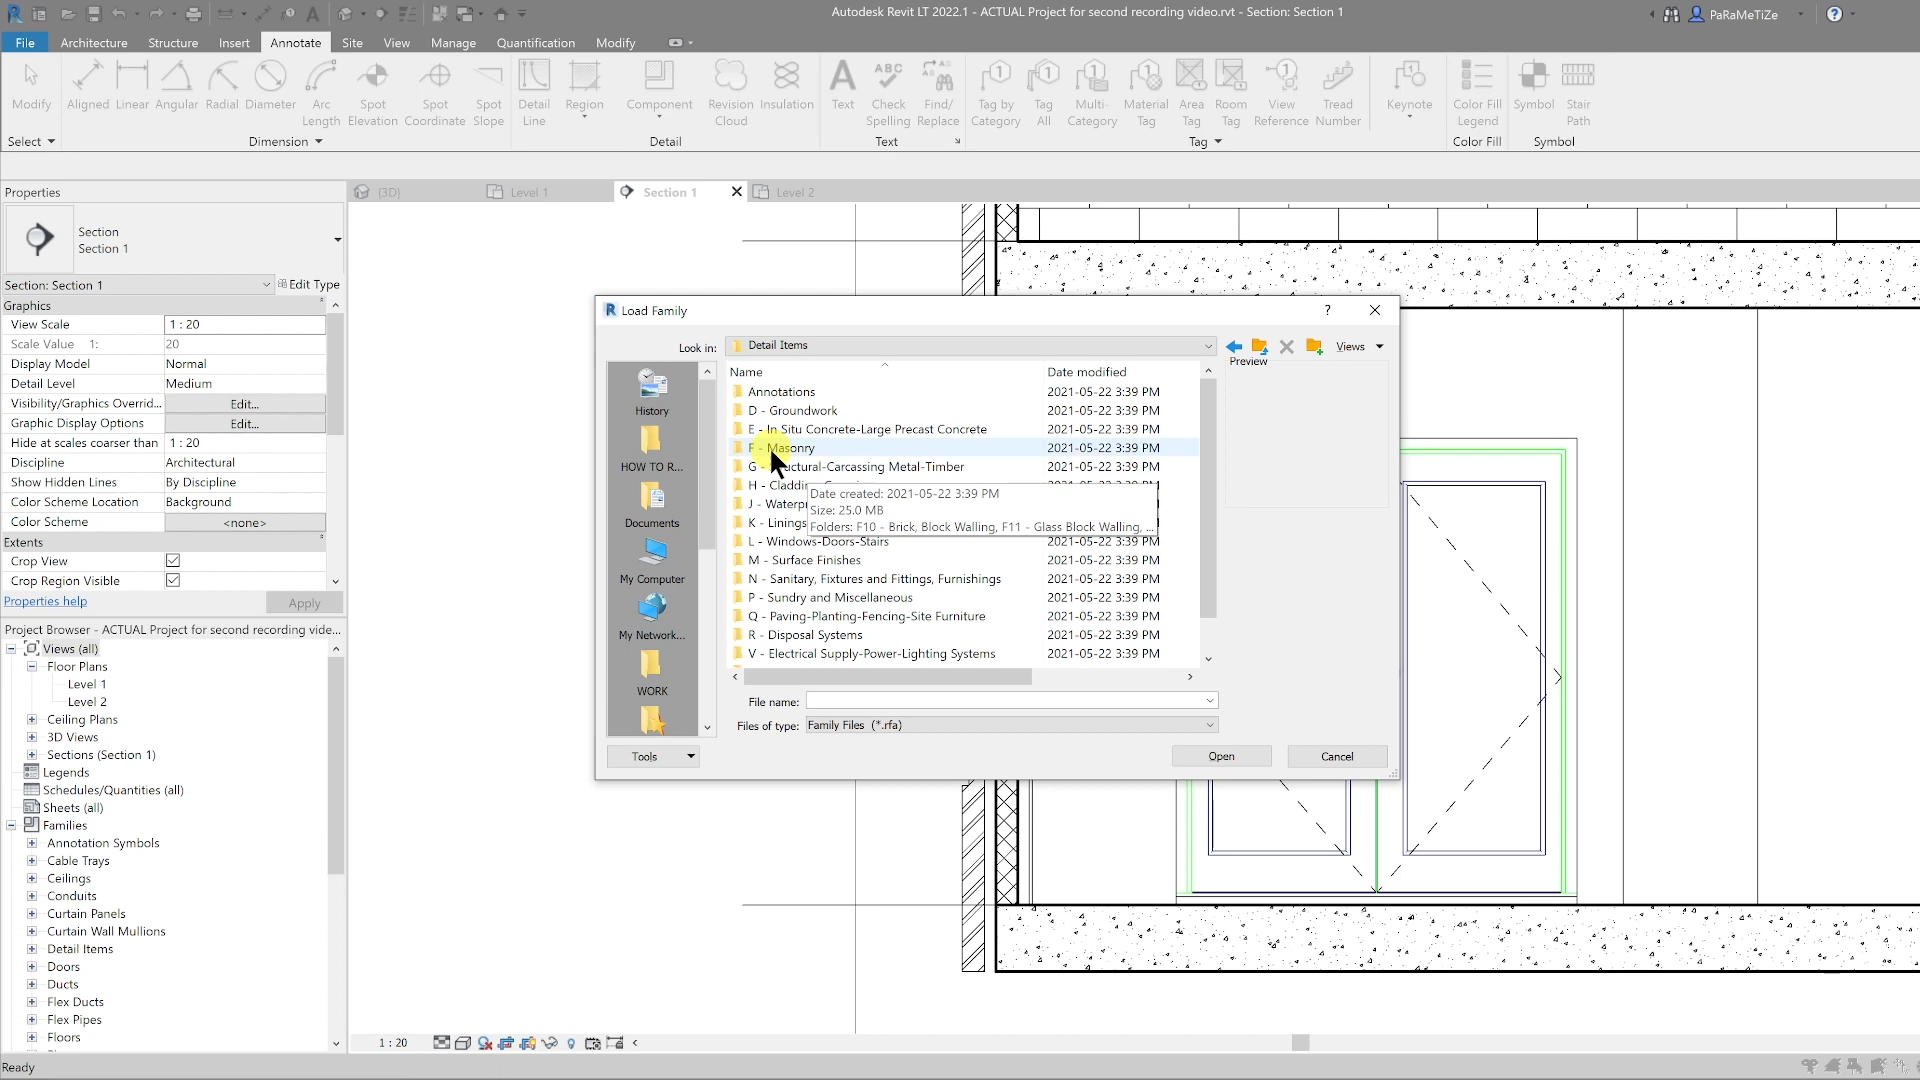 Autodesk Revit LT 2022.1 - ACTUAL Project for second recording video.rvt - Section: Section 1
PaRaMeTiZe
File Architecture Structure Insert Annotate Site View Manage Quantification Modify
Modify Aligned Linear Angular Radial Diameter Arc Length Spot Elevation Spot Coordinate Spot Slope Detail Line Region Component Revision Cloud Insulation Text Check Spelling Find/ Replace Tag by Category Tag All Multi- Category Material Tag Area Tag Room Tag View Reference Tread Number Keynote Color Fill Legend Symbol Stair Path
Select Dimension Detail Text Tag Color Fill Symbol
Properties
(3D) Level 1 Section 1 Level 2
Section
Section 1
Section: Section 1 Edit Type
Graphics
View Scale 1 : 20
Scale Value 1: 20
Display Model Normal
Detail Level Medium
Visibility/Graphics Overrid... Edit...
Graphic Display Options Edit...
Hide at scales coarser than 1 : 20
Discipline Architectural
Show Hidden Lines By Discipline
Color Scheme Location Background
Color Scheme <none>
Extents
Crop View
Crop Region Visible
Properties help Apply
Project Browser - ACTUAL Project for second recording vide...
Views (all)
Floor Plans
Level 1
Level 2
Ceiling Plans
3D Views
Sections (Section 1)
Legends
Schedules/Quantities (all)
Sheets (all)
Families
Annotation Symbols
Cable Trays
Ceilings
Conduits
Curtain Panels
Curtain Wall Mullions
Detail Items
Doors
Ducts
Flex Ducts
Flex Pipes
Floors
Load Family
Look in: Detail Items Views
Preview
History
HOW TO R...
Documents
My Computer
My Network...
WORK
Name Date modified
Annotations 2021-05-22 3:39 PM
D - Groundwork 2021-05-22 3:39 PM
E - In Situ Concrete-Large Precast Concrete 2021-05-22 3:39 PM
F - Masonry 2021-05-22 3:39 PM
G - ructural-Carcassing Metal-Timber 2021-05-22 3:39 PM
H - Claddin
J - Waterp
K - Linings
Date created: 2021-05-22 3:39 PM
Size: 25.0 MB
Folders: F10 - Brick, Block Walling, F11 - Glass Block Walling, ...
L - Windows-Doors-Stairs 2021-05-22 3:39 PM
M - Surface Finishes 2021-05-22 3:39 PM
N - Sanitary, Fixtures and Fittings, Furnishings 2021-05-22 3:39 PM
P - Sundry and Miscellaneous 2021-05-22 3:39 PM
Q - Paving-Planting-Fencing-Site Furniture 2021-05-22 3:39 PM
R - Disposal Systems 2021-05-22 3:39 PM
V - Electrical Supply-Power-Lighting Systems 2021-05-22 3:39 PM
File name:
Files of type: Family Files (*.rfa)
Tools Open Cancel
1 : 20
Ready